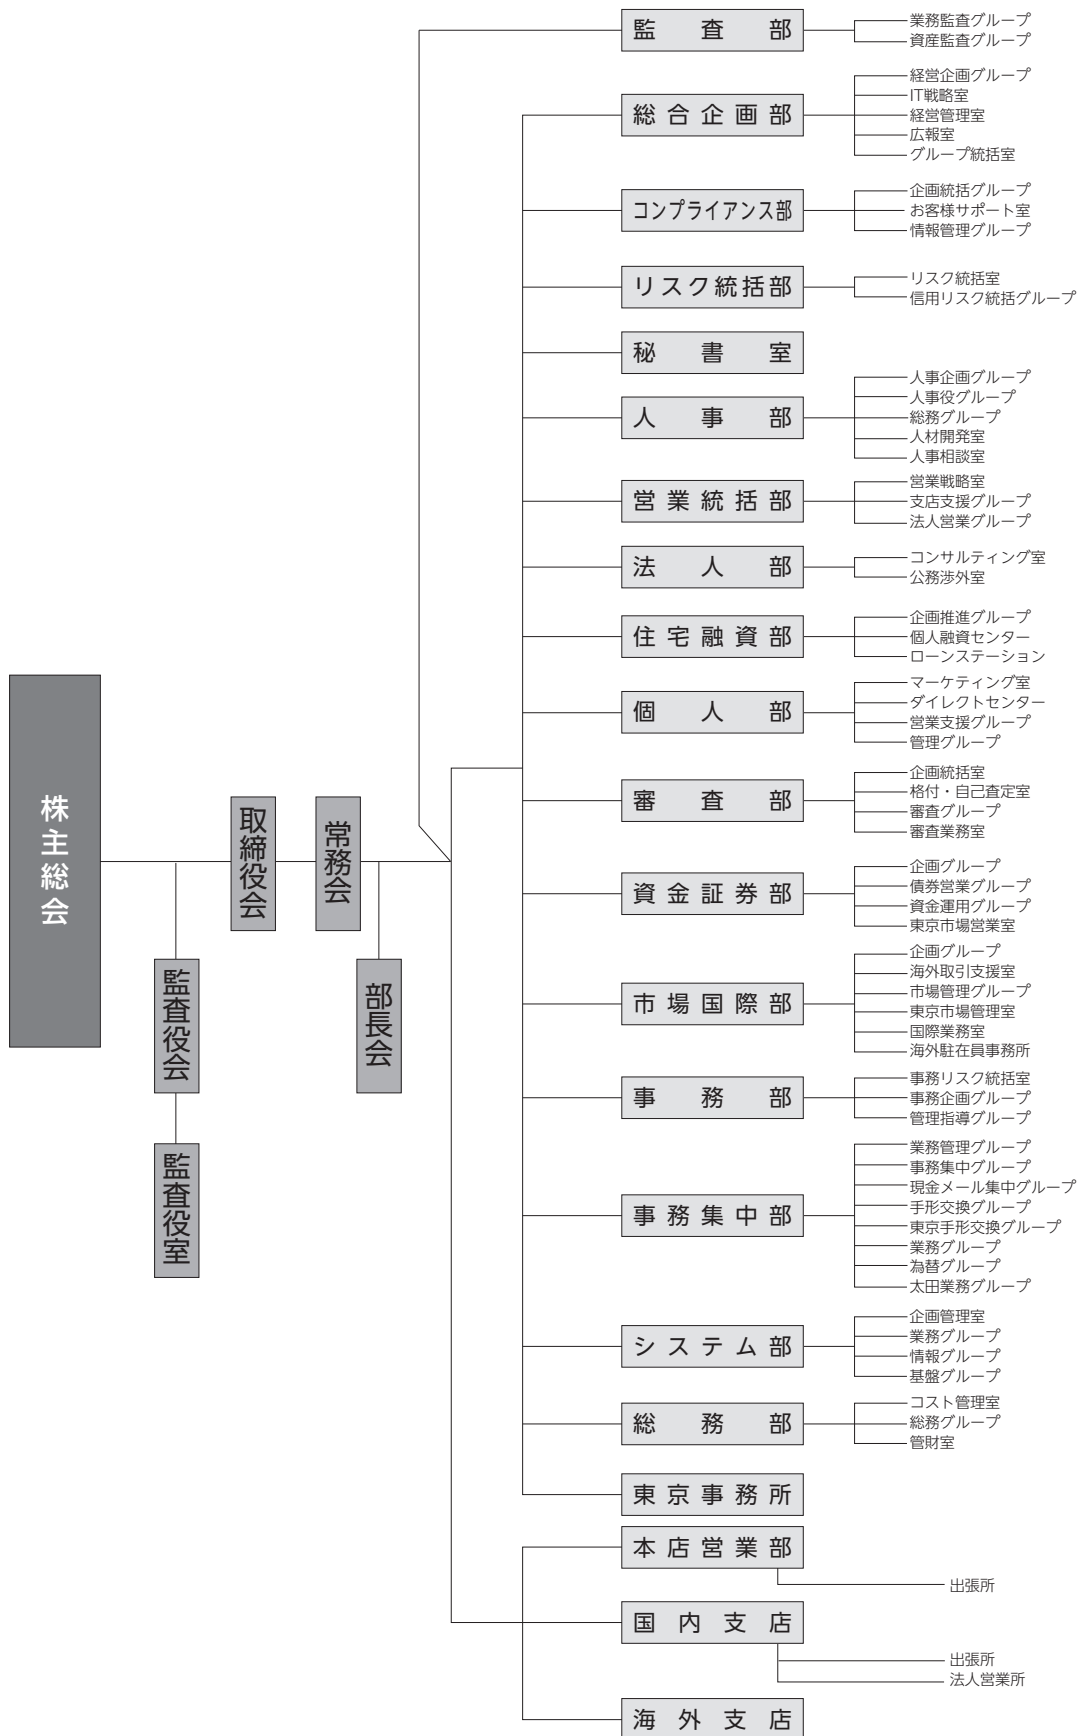 株主総会
取締役会
常務会
監査役会
監査役室
部長会
監査部
業務監査グループ
資産監査グループ
総合企画部
経営企画グループ
IT戦略室
経営管理室
広報室
グループ統括室
コンプライアンス部
企画統括グループ
お客様サポート室
情報管理グループ
リスク統括部
リスク統括室
信用リスク統括グループ
秘書室
人事部
人事企画グループ
人事役グループ
総務グループ
人材開発室
人事相談室
営業統括部
営業戦略室
支店支援グループ
法人営業グループ
法人部
コンサルティング室
公務渉外室
住宅融資部
企画推進グループ
個人融資センター
ローンステーション
個人部
マーケティング室
ダイレクトセンター
営業支援グループ
管理グループ
審査部
企画統括室
格付・自己査定室
審査グループ
審査業務室
資金証券部
企画グループ
債券営業グループ
資金運用グループ
東京市場営業室
市場国際部
企画グループ
海外取引支援室
市場管理グループ
東京市場管理室
国際業務室
海外駐在員事務所
事務部
事務リスク統括室
事務企画グループ
管理指導グループ
事務集中部
業務管理グループ
事務集中グループ
現金メール集中グループ
手形交換グループ
東京手形交換グループ
業務グループ
為替グループ
太田業務グループ
システム部
企画管理室
業務グループ
情報グループ
基盤グループ
総務部
コスト管理室
総務グループ
管財室
東京事務所
本店営業部
出張所
国内支店
出張所
法人営業所
海外支店